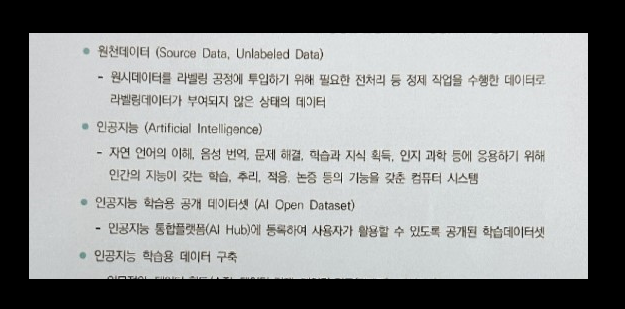 ● 원천데이터 (Source Data, Unlabeled Data)
- 원시데이터를 라벨링 공정에 투입하기 위해 필요한 전처리 등 정제 작업을 수행한 데이터로
라벨링데이터가 부여되지 않은 상태의 데이터
● 인공지능 (Artificial Intelligence)
- 자연 언어의 이해, 음성 번역, 문제 해결, 학습과 지식 획득, 인지 과학 등에 응용하기 위해
인간의 지능이 갖는 학습, 추리, 적응, 논증 등의 기능을 갖춘 컴퓨터 시스템
● 인공지능 학습용 공개 데이터셋 (AI Open Dataset)
- 인공지능 통합플랫폼(AI Hub)에 등록하여 사용자가 활용할 수 있도록 공개된 학습데이터셋
● 인공지능 학습용 데이터 구축